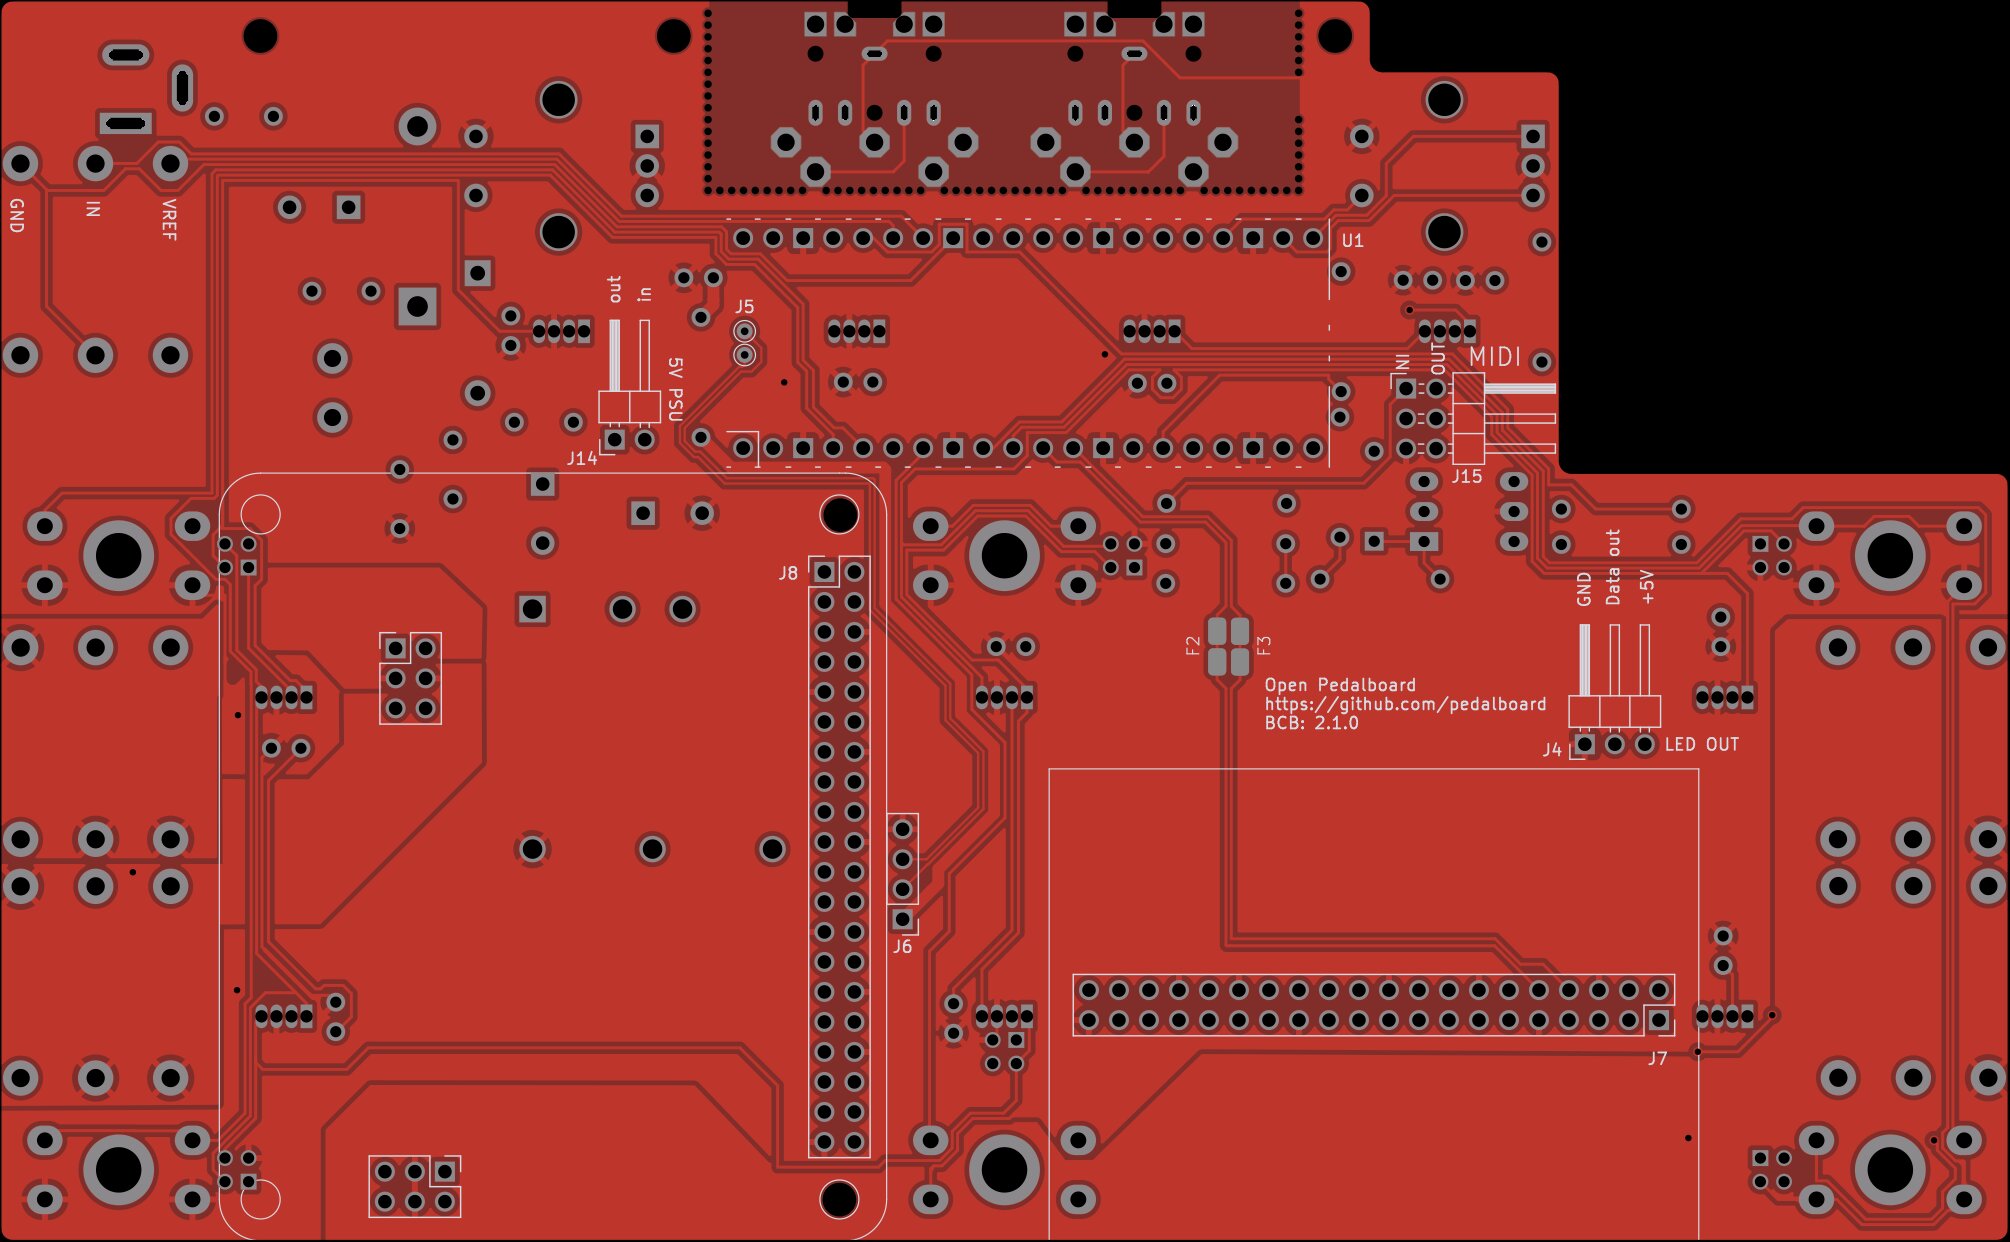 GND
IN
VREF
U1
out
in
J5
5V PSU
J14
IN
OUT
MIDI
J15
J8
GND
Data out
+5V
F2
F3
Open Pedalboard
https://github.com/pedalboard
BCB: 2.1.0
J4
LED OUT
J6
J7